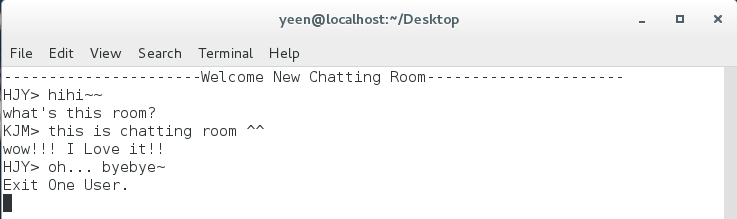 yeen@localhost:~/Desktop
File Edit View Search Terminal Help
----------------------Welcome New Chatting Room----------------------
HJY> hihi~~
what's this room?
KJM> this is chatting room ^^
wow!!! I Love it!!
HJY> oh... byebye~
Exit One User.